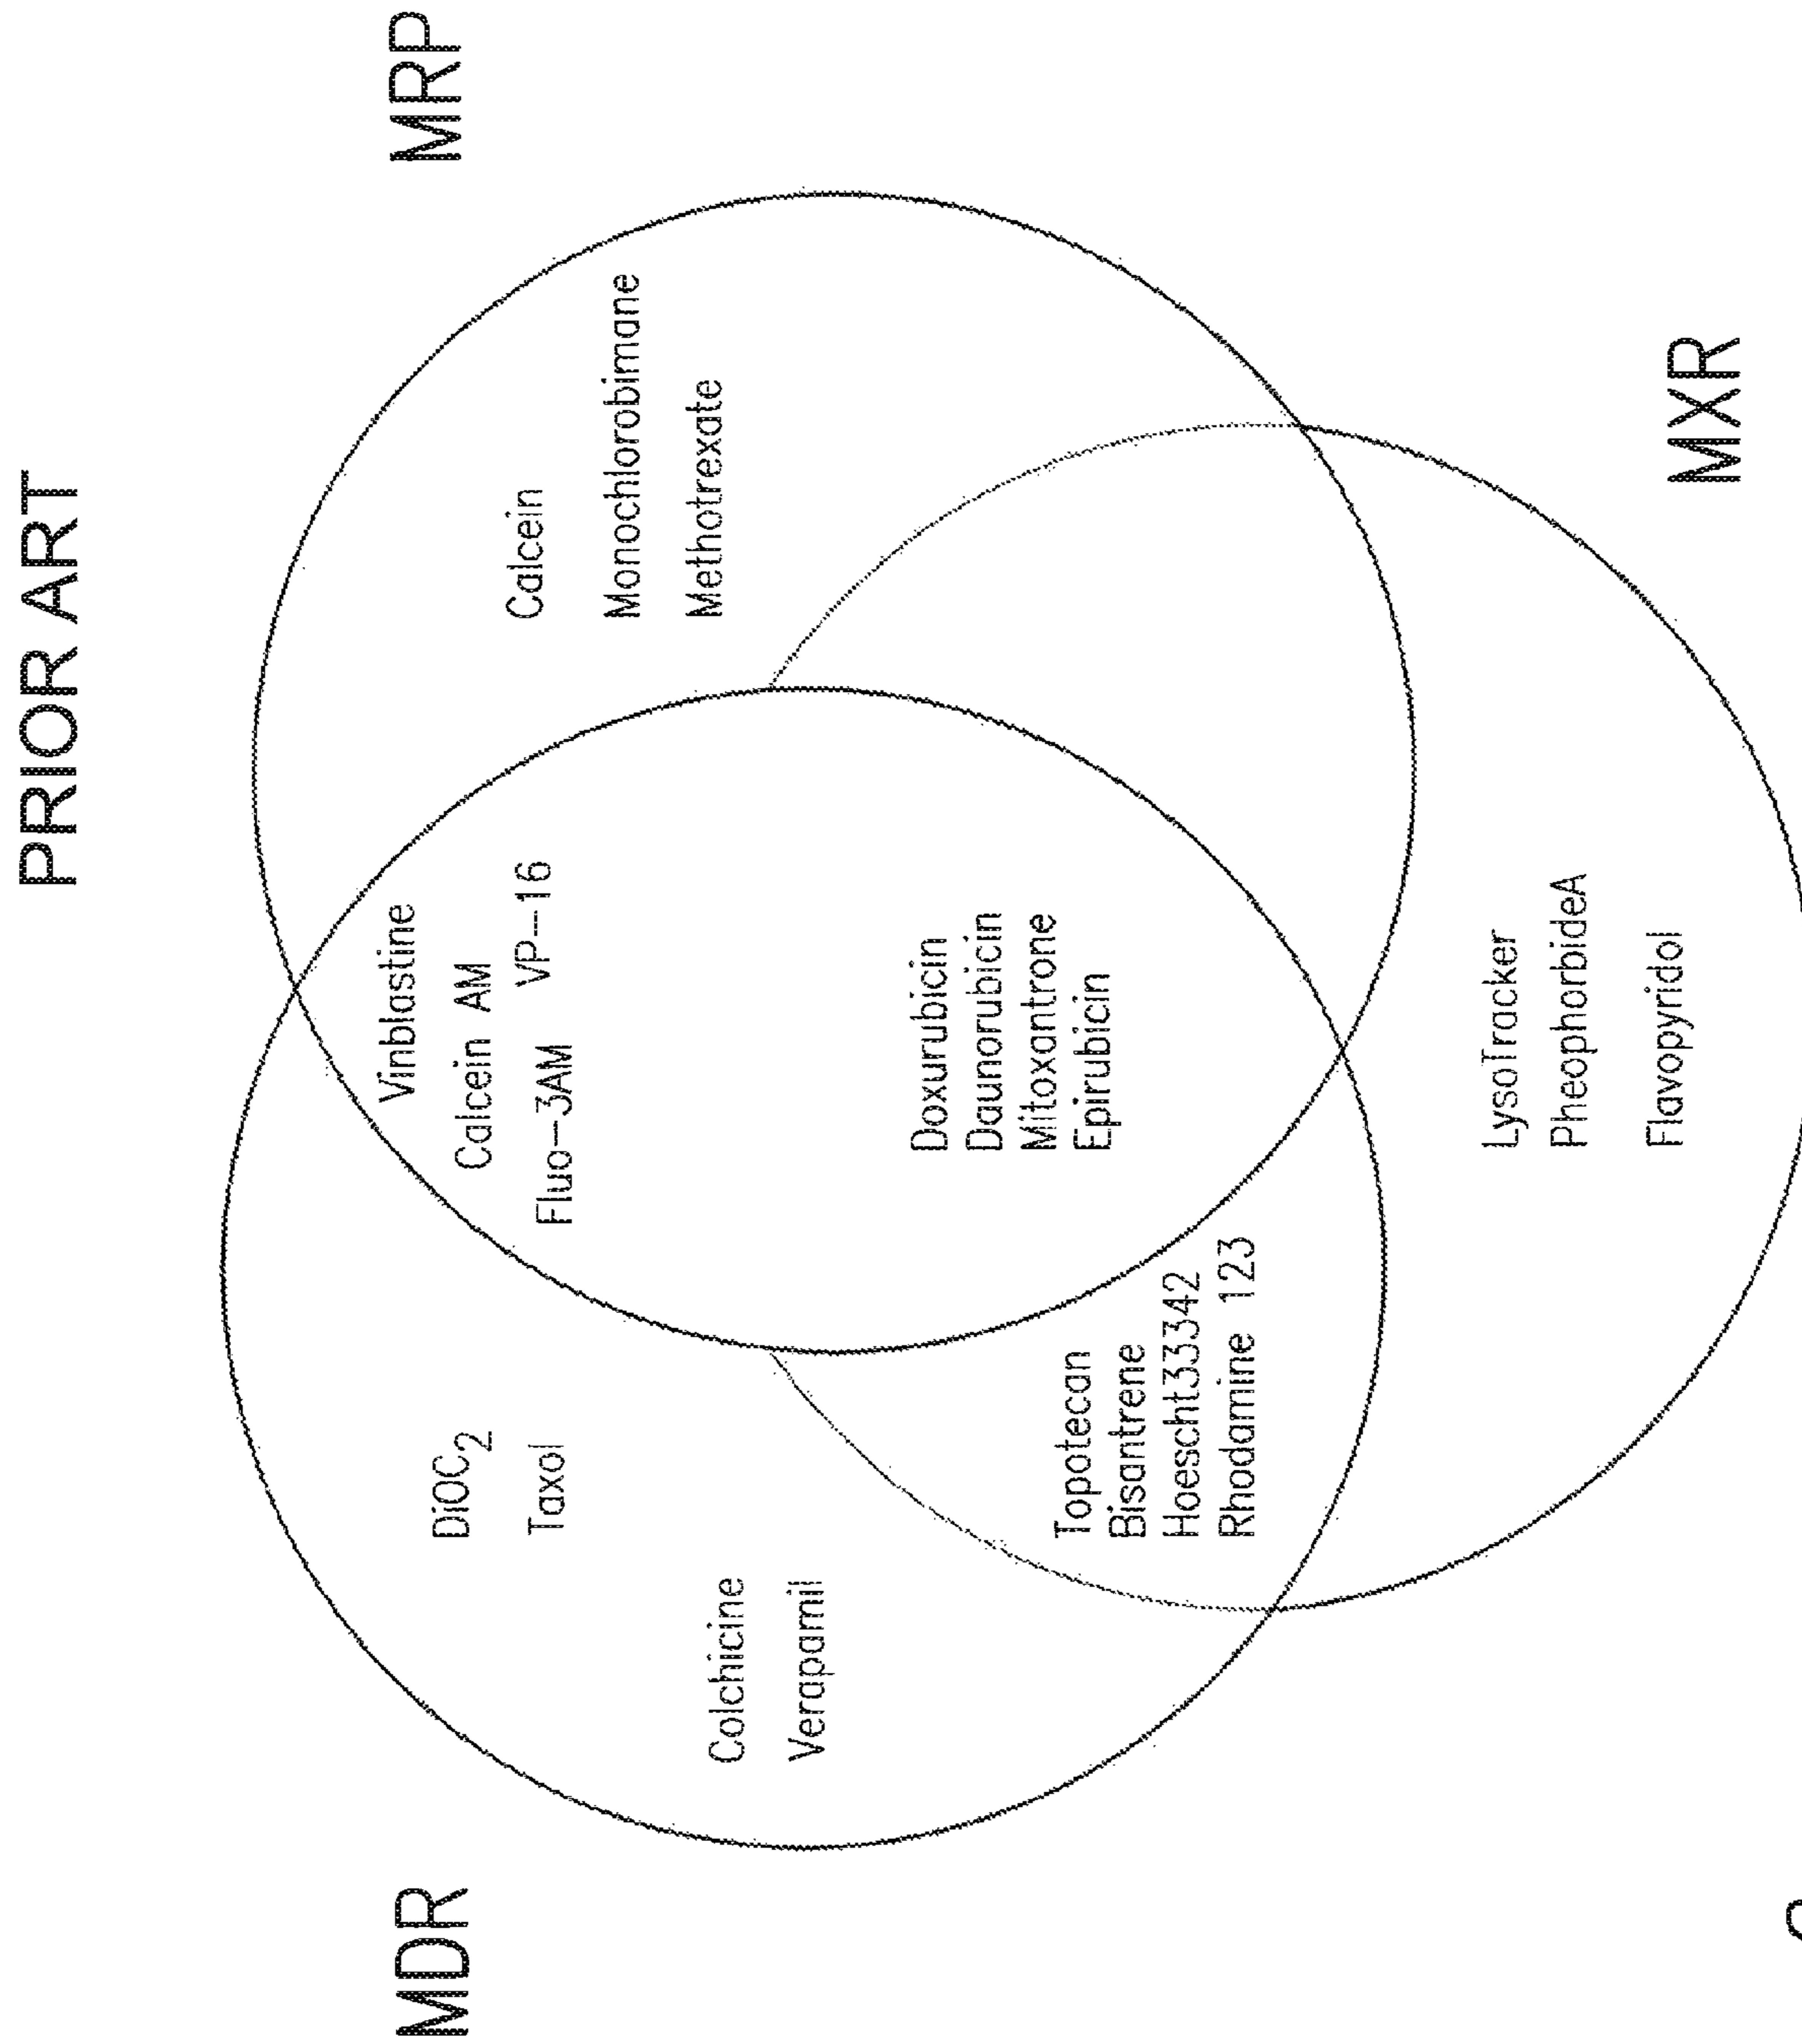 PRIOR ART
MDR
MRP
DiOC2
Taxol
Colchicine
Verapamil
Vinblastine
Calcein AM
Fluo-3AM VP-16
Calcein
Monochlorobimane
Methotrexate
Doxurubicin
Daunorubicin
Mitoxantrone
Epirubicin
Topotecan
Bisantrene
Hoescht33342
Rhodamine 123
LysoTracker
PheophorbideA
Flavopyridol
MXR